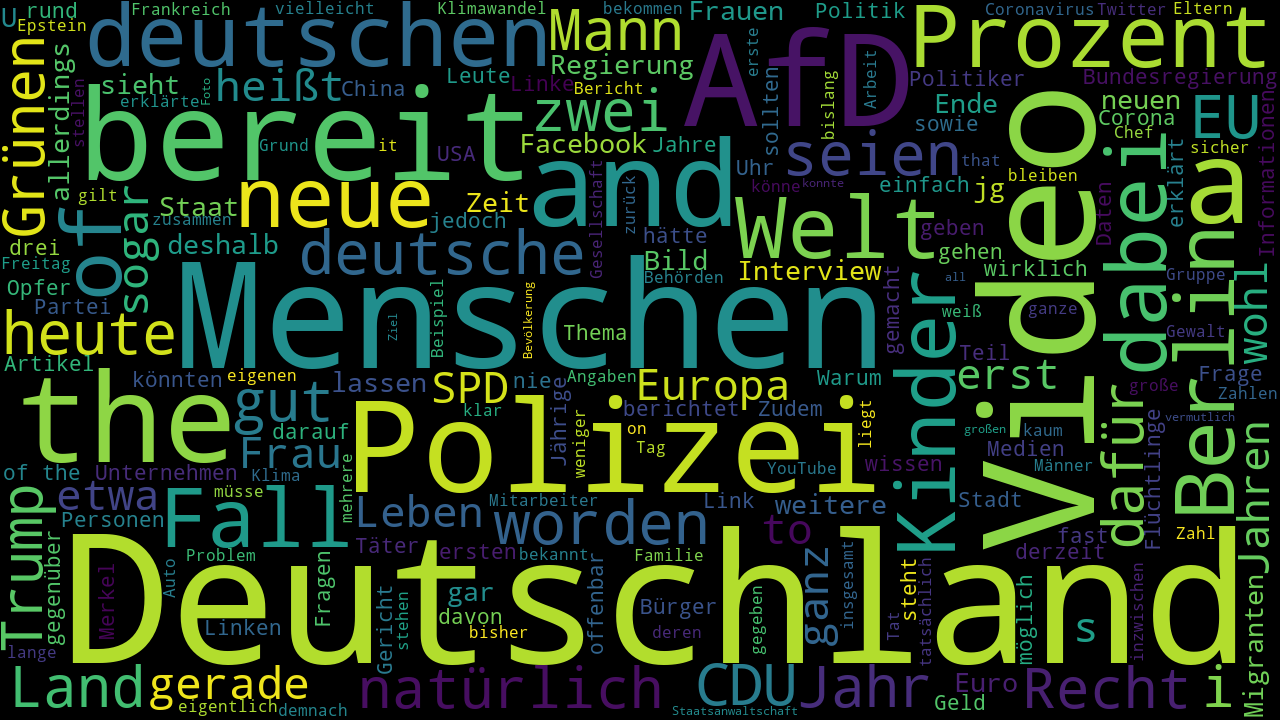 U
rund
Frankreich
vielleicht
Klimawandel
bekommen
Frauen
Politik
Coronavirus
Twitter
Eltern
Epstein
deutschen
Mann
erste
AfD
Prozent
Grünen
allerdings
stellen
sieht
heißt
Foto
China
Leute
Linke
Regierung
Bericht
bislang
Arbeit
Politiker
Bundesregierung
erklärte
bereit
zwei
sollten
Ende
neuen
EU
Informationen
Grund
it
USA
Facebook
Jahre
Uhr
seien
sowie
Corona
Chef
sicher
gilt
of
sogar
Staat
zusammen
neue
Zeit
jedoch
and
Gesellschaft
zurück
könne
konnte
einfach
that
jg
bleiben
Video
Daten
dabei
erklärt
Berlin
a
drei
Freitag
deshalb
deutsche
hätte
Bild
Behörden
Welt
Interview
geben
gehen
wirklich
all
Gruppe
wohl
Opfer
Partei
heute
Menschen
Ziel
Beispiel
Bevölkerung
Thema
gemacht
Kinder
weiß
ganze
Gewalt
Artikel
könnten
eigenen
lassen
SPD
nie
Angaben
Europa
Warum
Teil
erst
große
Frage
Zahlen
the
gut
darauf
klar
Jährige
weniger
berichtet
Zudem
liegt
großen
kaum
vermutlich
of the
Unternehmen
Frau
Klima
Polizei
on
Tag
YouTube
wissen
Medien
Männer
dafür
Flüchtlinge
Jahren
Trump
etwa
müsse
mehrere
Leben
Mitarbeiter
worden
Link
weitere
Stadt
Personen
Fall
to
fast
Zahl
gegenüber
Problem
Täter
ersten
bekannt
Familie
derzeit
Deutschland
Merkel
Auto
Fragen
gar
davon
offenbar
Bürger
gegeben
ganz
insgesamt
steht
tatsächlich
Tat
möglich
s
inzwischen
Migranten
lange
Linken
Gericht
stehen
bisher
deren
Land
gerade
eigentlich
demnach
natürlich
CDU
Staatsanwaltschaft
Jahr
Geld
Euro
Recht
i